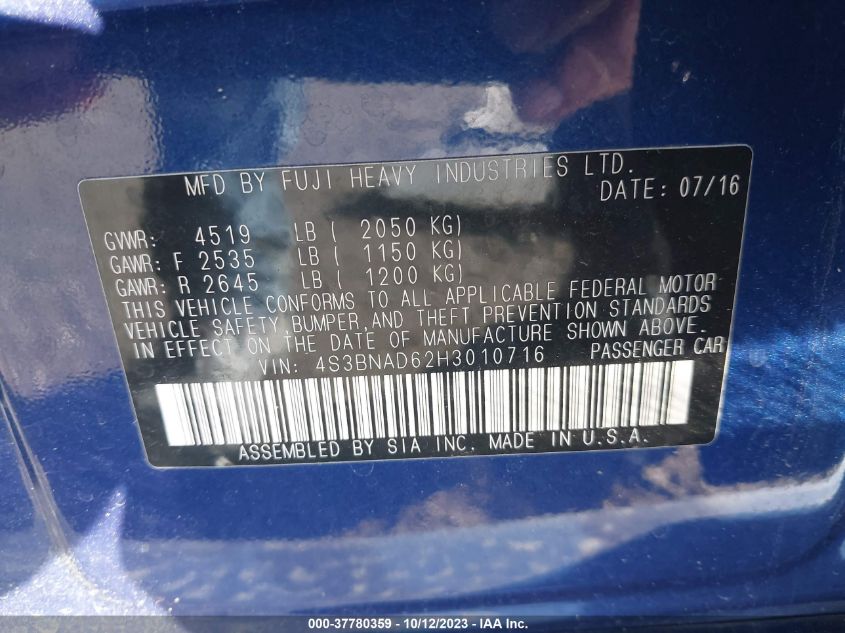 MFD BY FUJI HEAVY INDUSTRIES LTD.
DATE: 07/16
GVWR: 4519 LB ( 2050 KG)
GAWR: F 2535 LB ( 1150 KG)
GAWR: R 2645 LB ( 1200 KG)
THIS VEHICLE CONFORMS TO ALL APPLICABLE FEDERAL MOTOR
VEHICLE SAFETY, BUMPER, AND THEFT PREVENTION STANDARDS
IN EFFECT ON THE DATE OF MANUFACTURE SHOWN ABOVE.
VIN: 4S3BNAD62H3010716 PASSENGER CAR
ASSEMBLED BY SIA INC. MADE IN U.S.A.
000-37780359 - 10/12/2023 - IAA Inc.